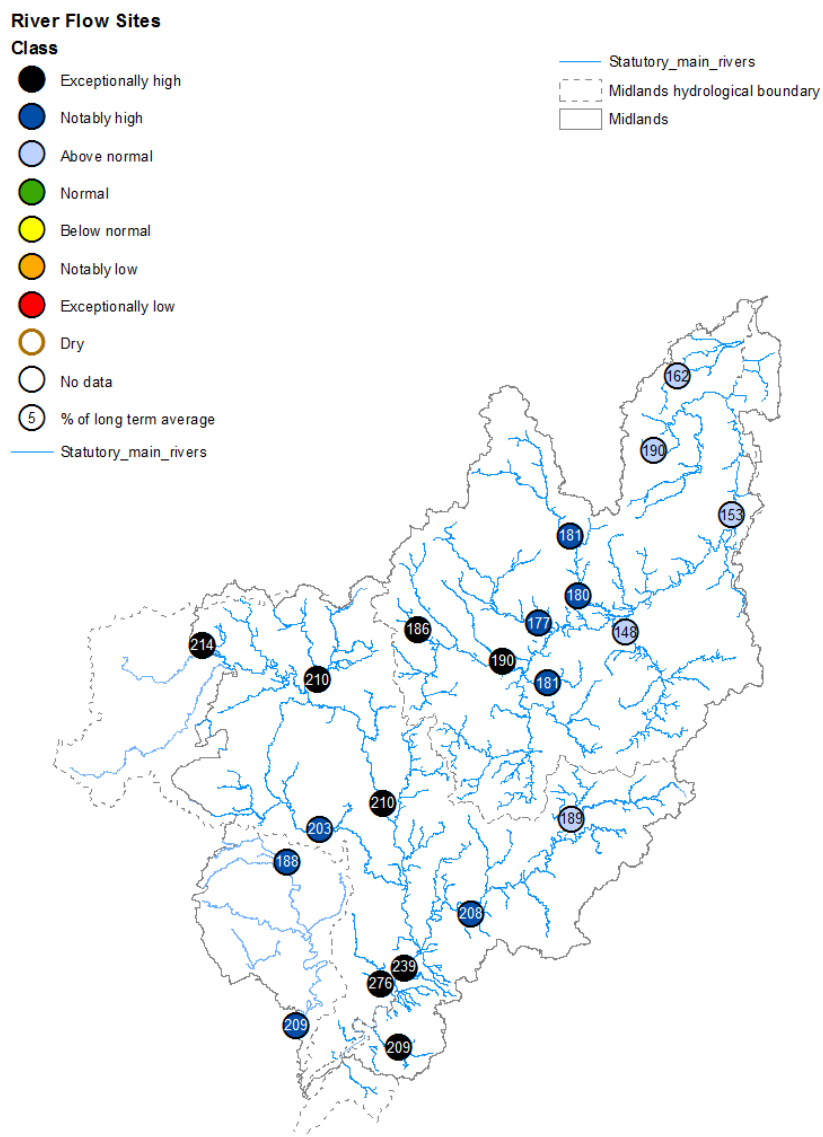 River Flow Sites
Class
Exceptionally high
Notably high
Above normal
Normal
Below normal
Notably low
Exceptionally low
Dry
No data
5 % of long term average
Statutory_main_rivers
Statutory_main_rivers
Midlands hydrological boundary
Midlands
162
190
153
181
180
177
148
186
214
190
210
181
210
189
203
188
208
239
276
209
209